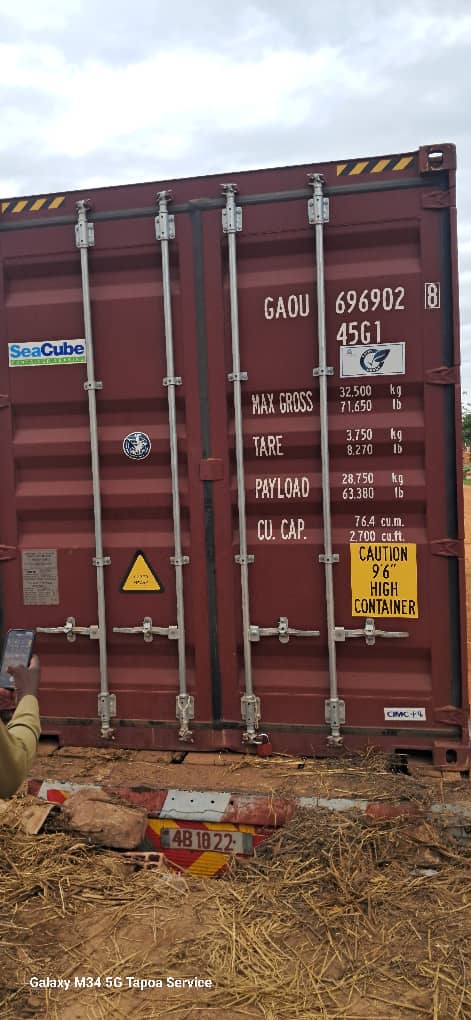 GAOU 696902 8
45G1
SeaCube
MAX GROSS 32.500 kg
71.650 lb
TARE 3.750 kg
8.270 lb
PAYLOAD 28.750 kg
63.380 lb
CU. CAP. 76.4 cu.m.
2.700 cu.ft.
CAUTION
9'6"
HIGH
CONTAINER
CIMC
4B 18 22
Galaxy M34 5G Tapoa Service